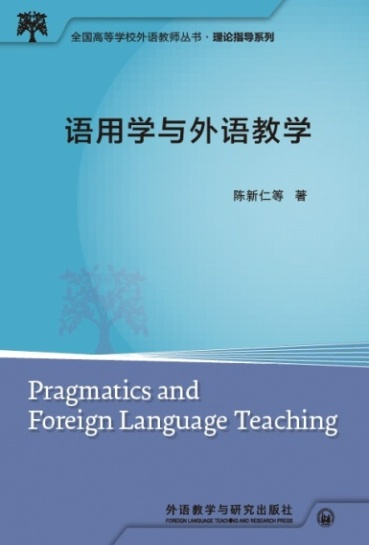 全国高等学校外语教师丛书·理论指导系列
语用学与外语教学
陈新仁等 著
Pragmatics and
Foreign Language Teaching
外语教学与研究出版社
FOREIGN LANGUAGE TEACHING AND RESEARCH PRESS